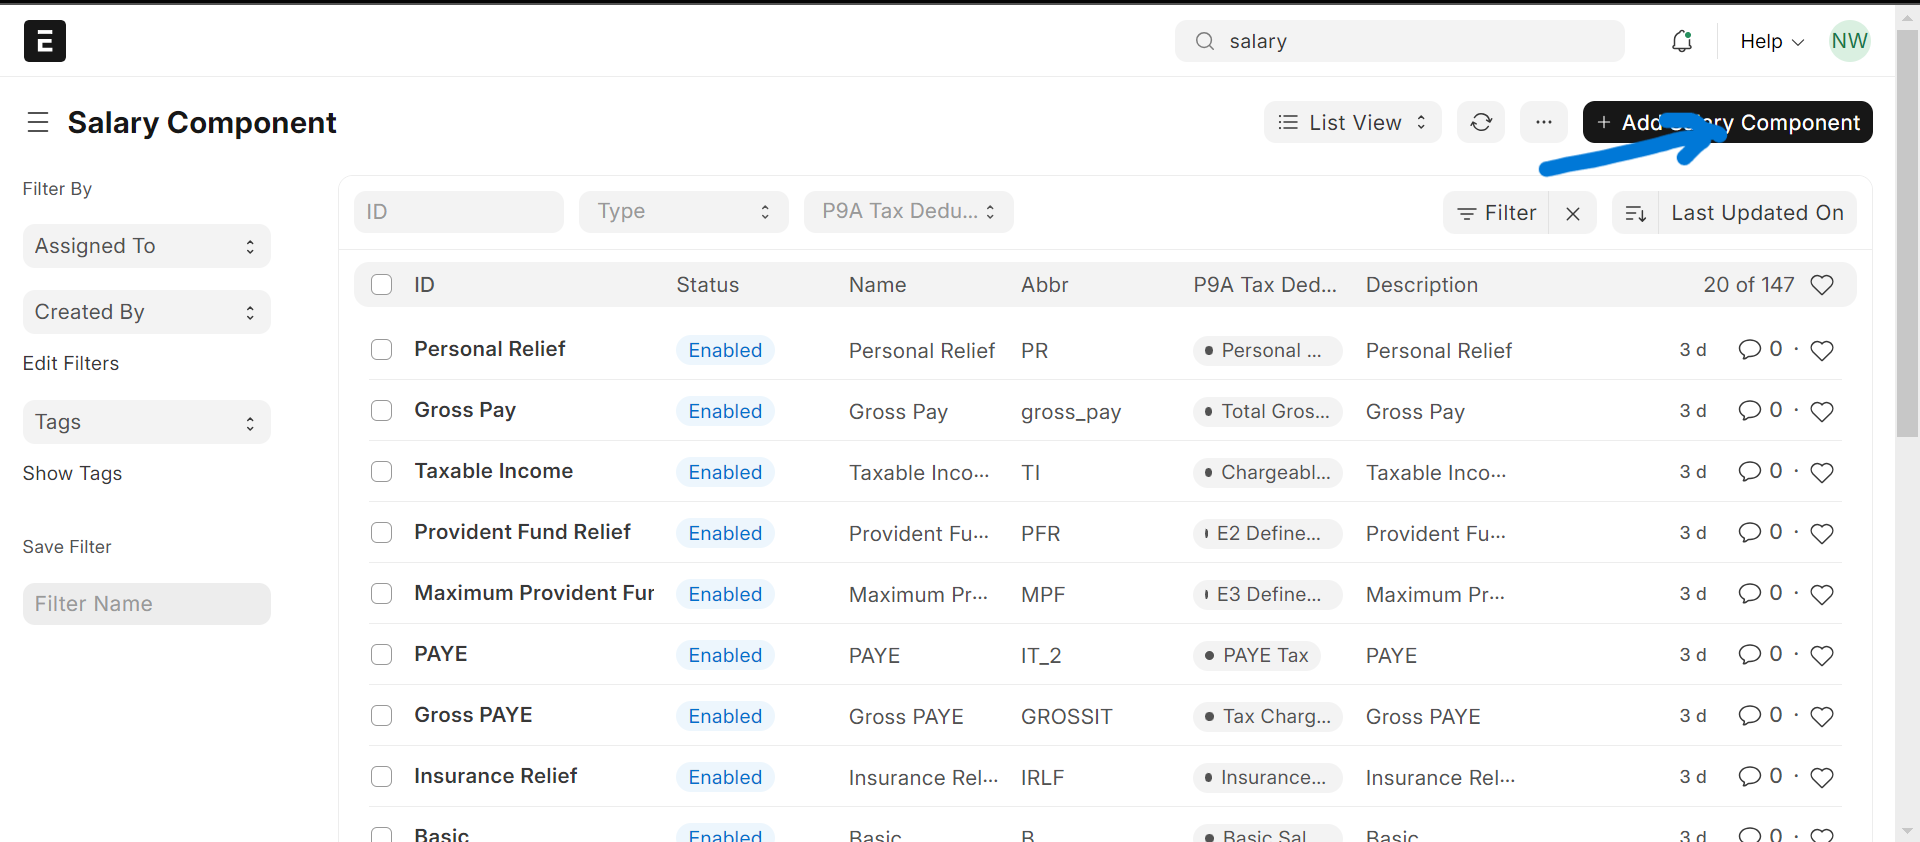 E
salary
Help
NW
Salary Component
List View
···
+ Add Salary Component
Filter By
Assigned To
Created By
Edit Filters
Tags
Show Tags
Save Filter
Filter Name
ID Type P9A Tax Dedu...
Filter Last Updated On
ID Status Name Abbr P9A Tax Ded... Description 20 of 147
Personal Relief Enabled Personal Relief PR Personal ... Personal Relief 3 d 0 ·
Gross Pay Enabled Gross Pay gross_pay Total Gros... Gross Pay 3 d 0 ·
Taxable Income Enabled Taxable Inco... TI Chargeabl... Taxable Inco... 3 d 0 ·
Provident Fund Relief Enabled Provident Fu... PFR E2 Define... Provident Fu... 3 d 0 ·
Maximum Provident Fur Enabled Maximum Pr... MPF E3 Define... Maximum Pr... 3 d 0 ·
PAYE Enabled PAYE IT_2 PAYE Tax PAYE 3 d 0 ·
Gross PAYE Enabled Gross PAYE GROSSIT Tax Charg... Gross PAYE 3 d 0 ·
Insurance Relief Enabled Insurance Rel... IRLF Insurance... Insurance Rel... 3 d 0 ·
Basic Enabled Basic B Basic Sal Basic 3 d 0 ·